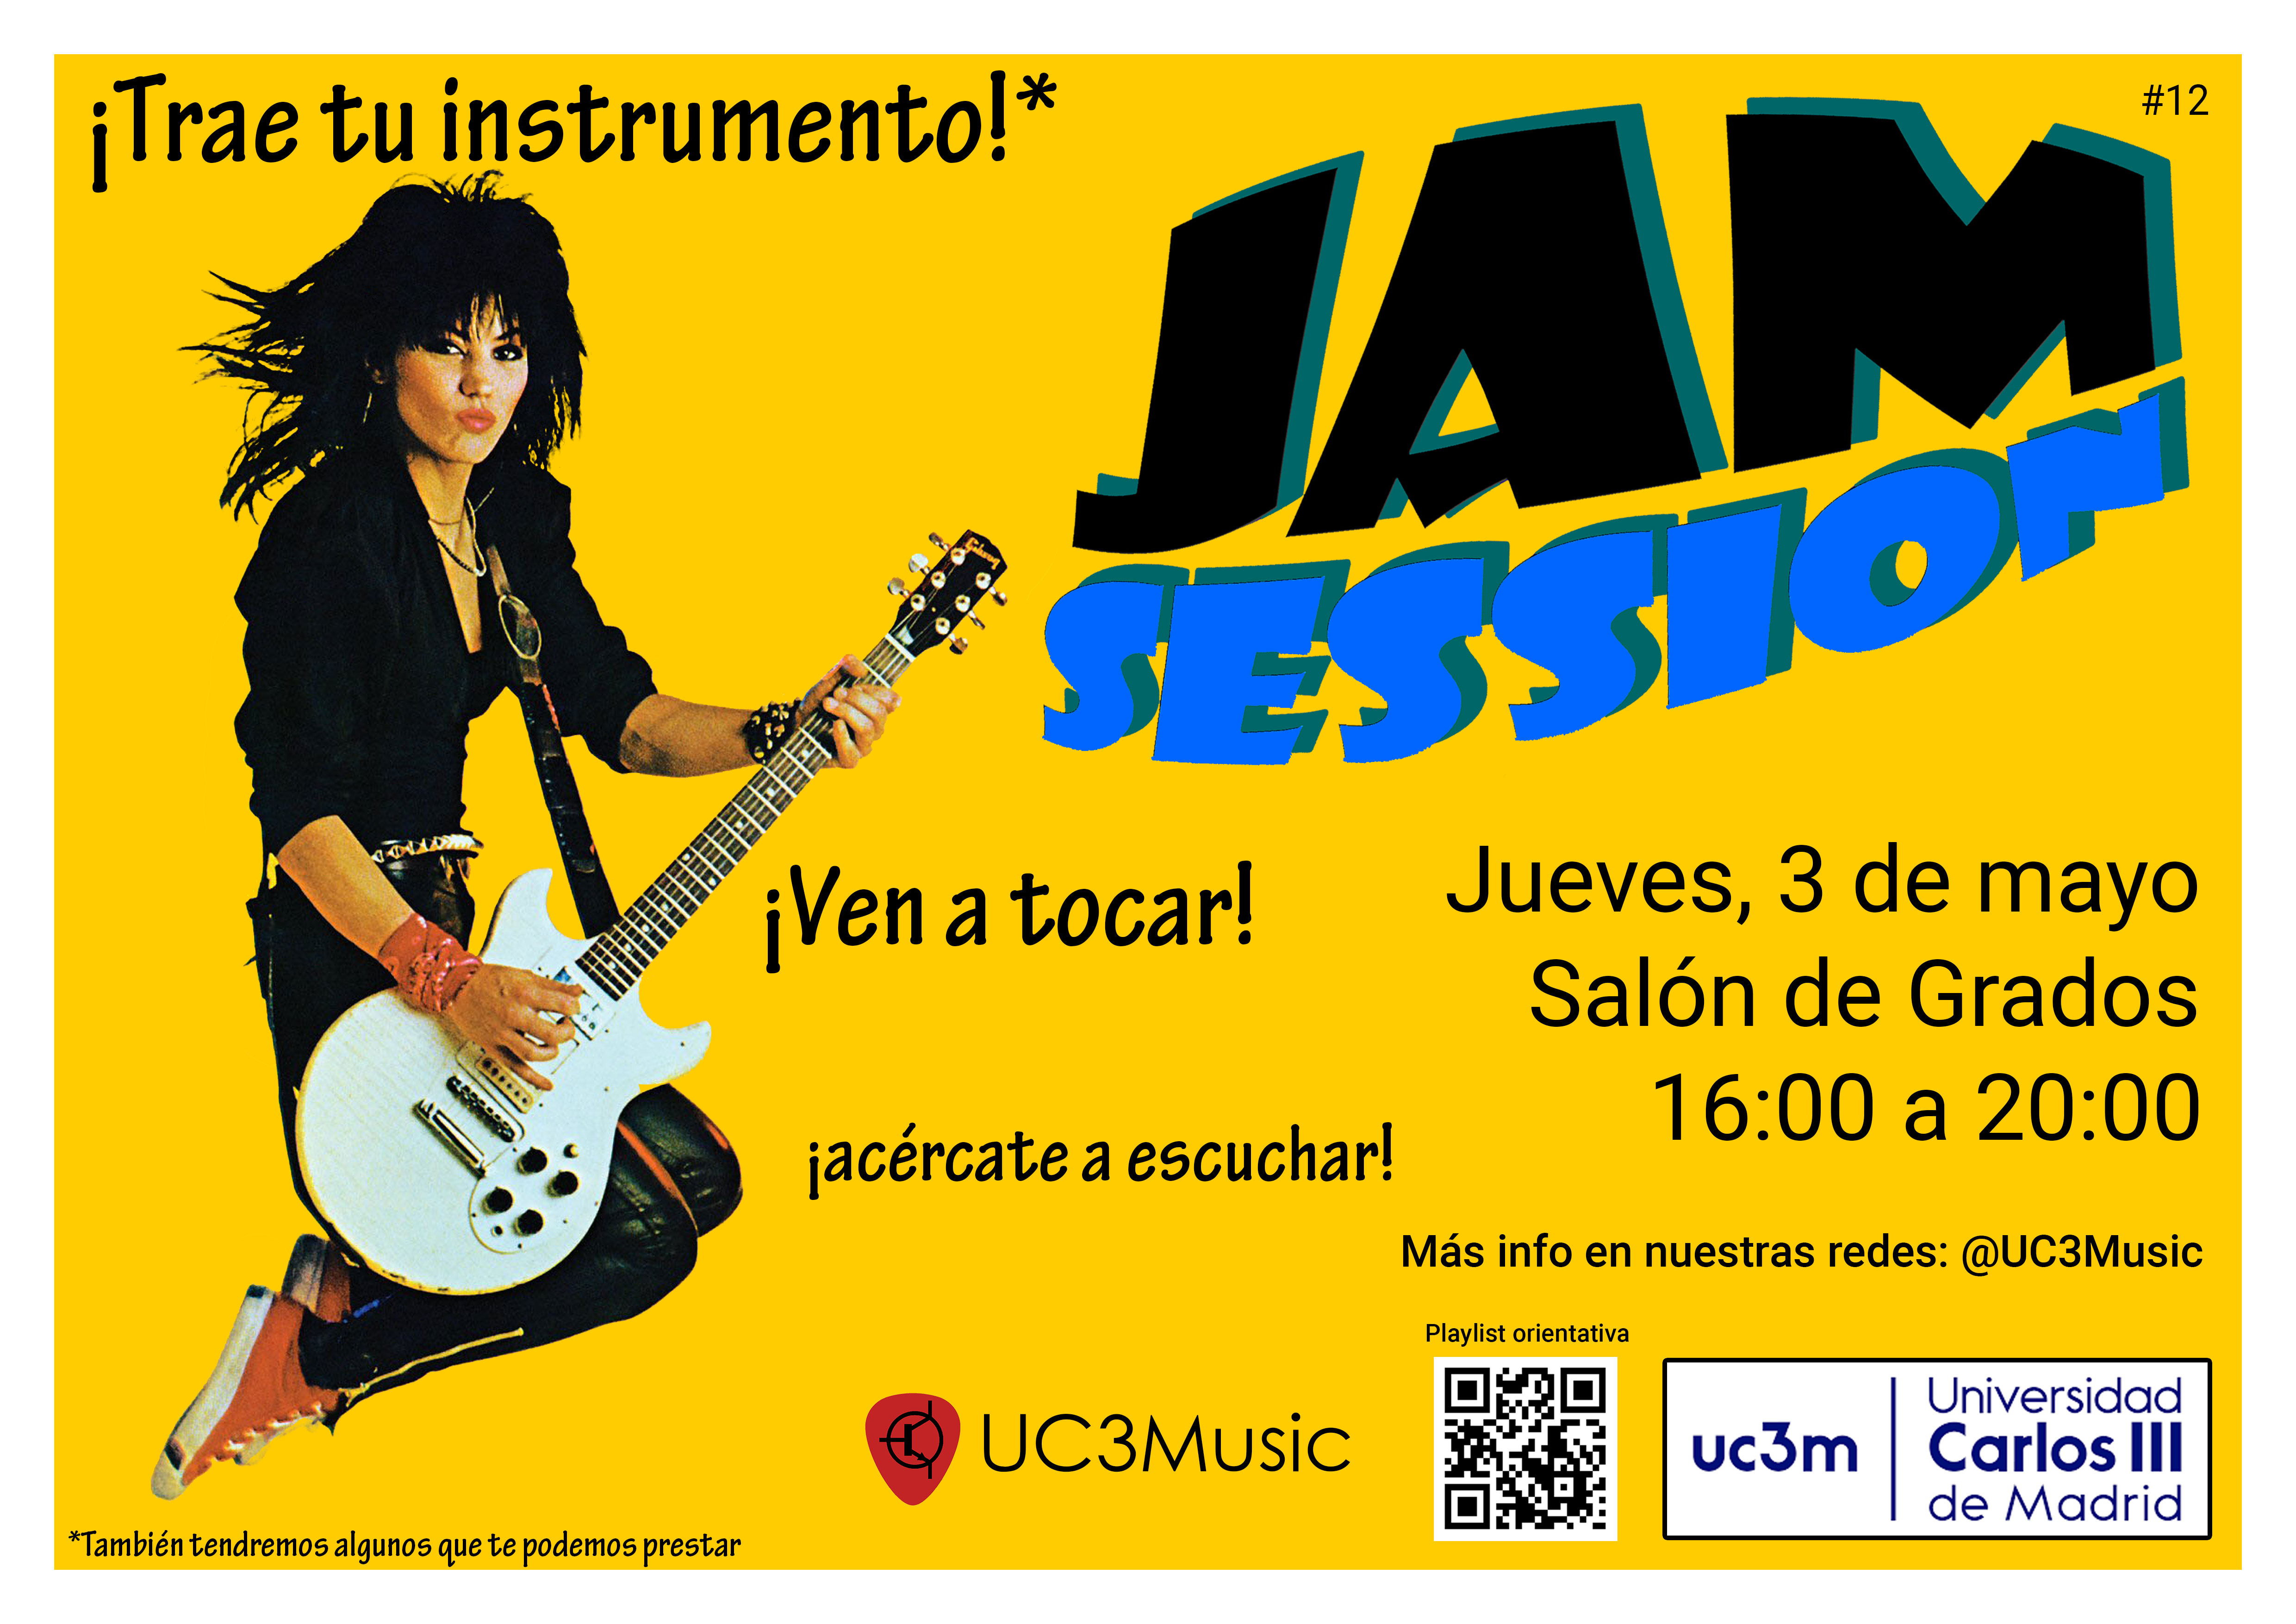 ¡Trae tu instrumento!*
#12
JAM
SESSION
Gibson
¡Ven a tocar!
Jueves, 3 de mayo
Salón de Grados
16:00 a 20:00
¡acércate a escuchar!
Más info en nuestras redes: @UC3Music
Playlist orientativa
UC3Music
uc3m
Universidad
Carlos III
de Madrid
*También tendremos algunos que te podemos prestar